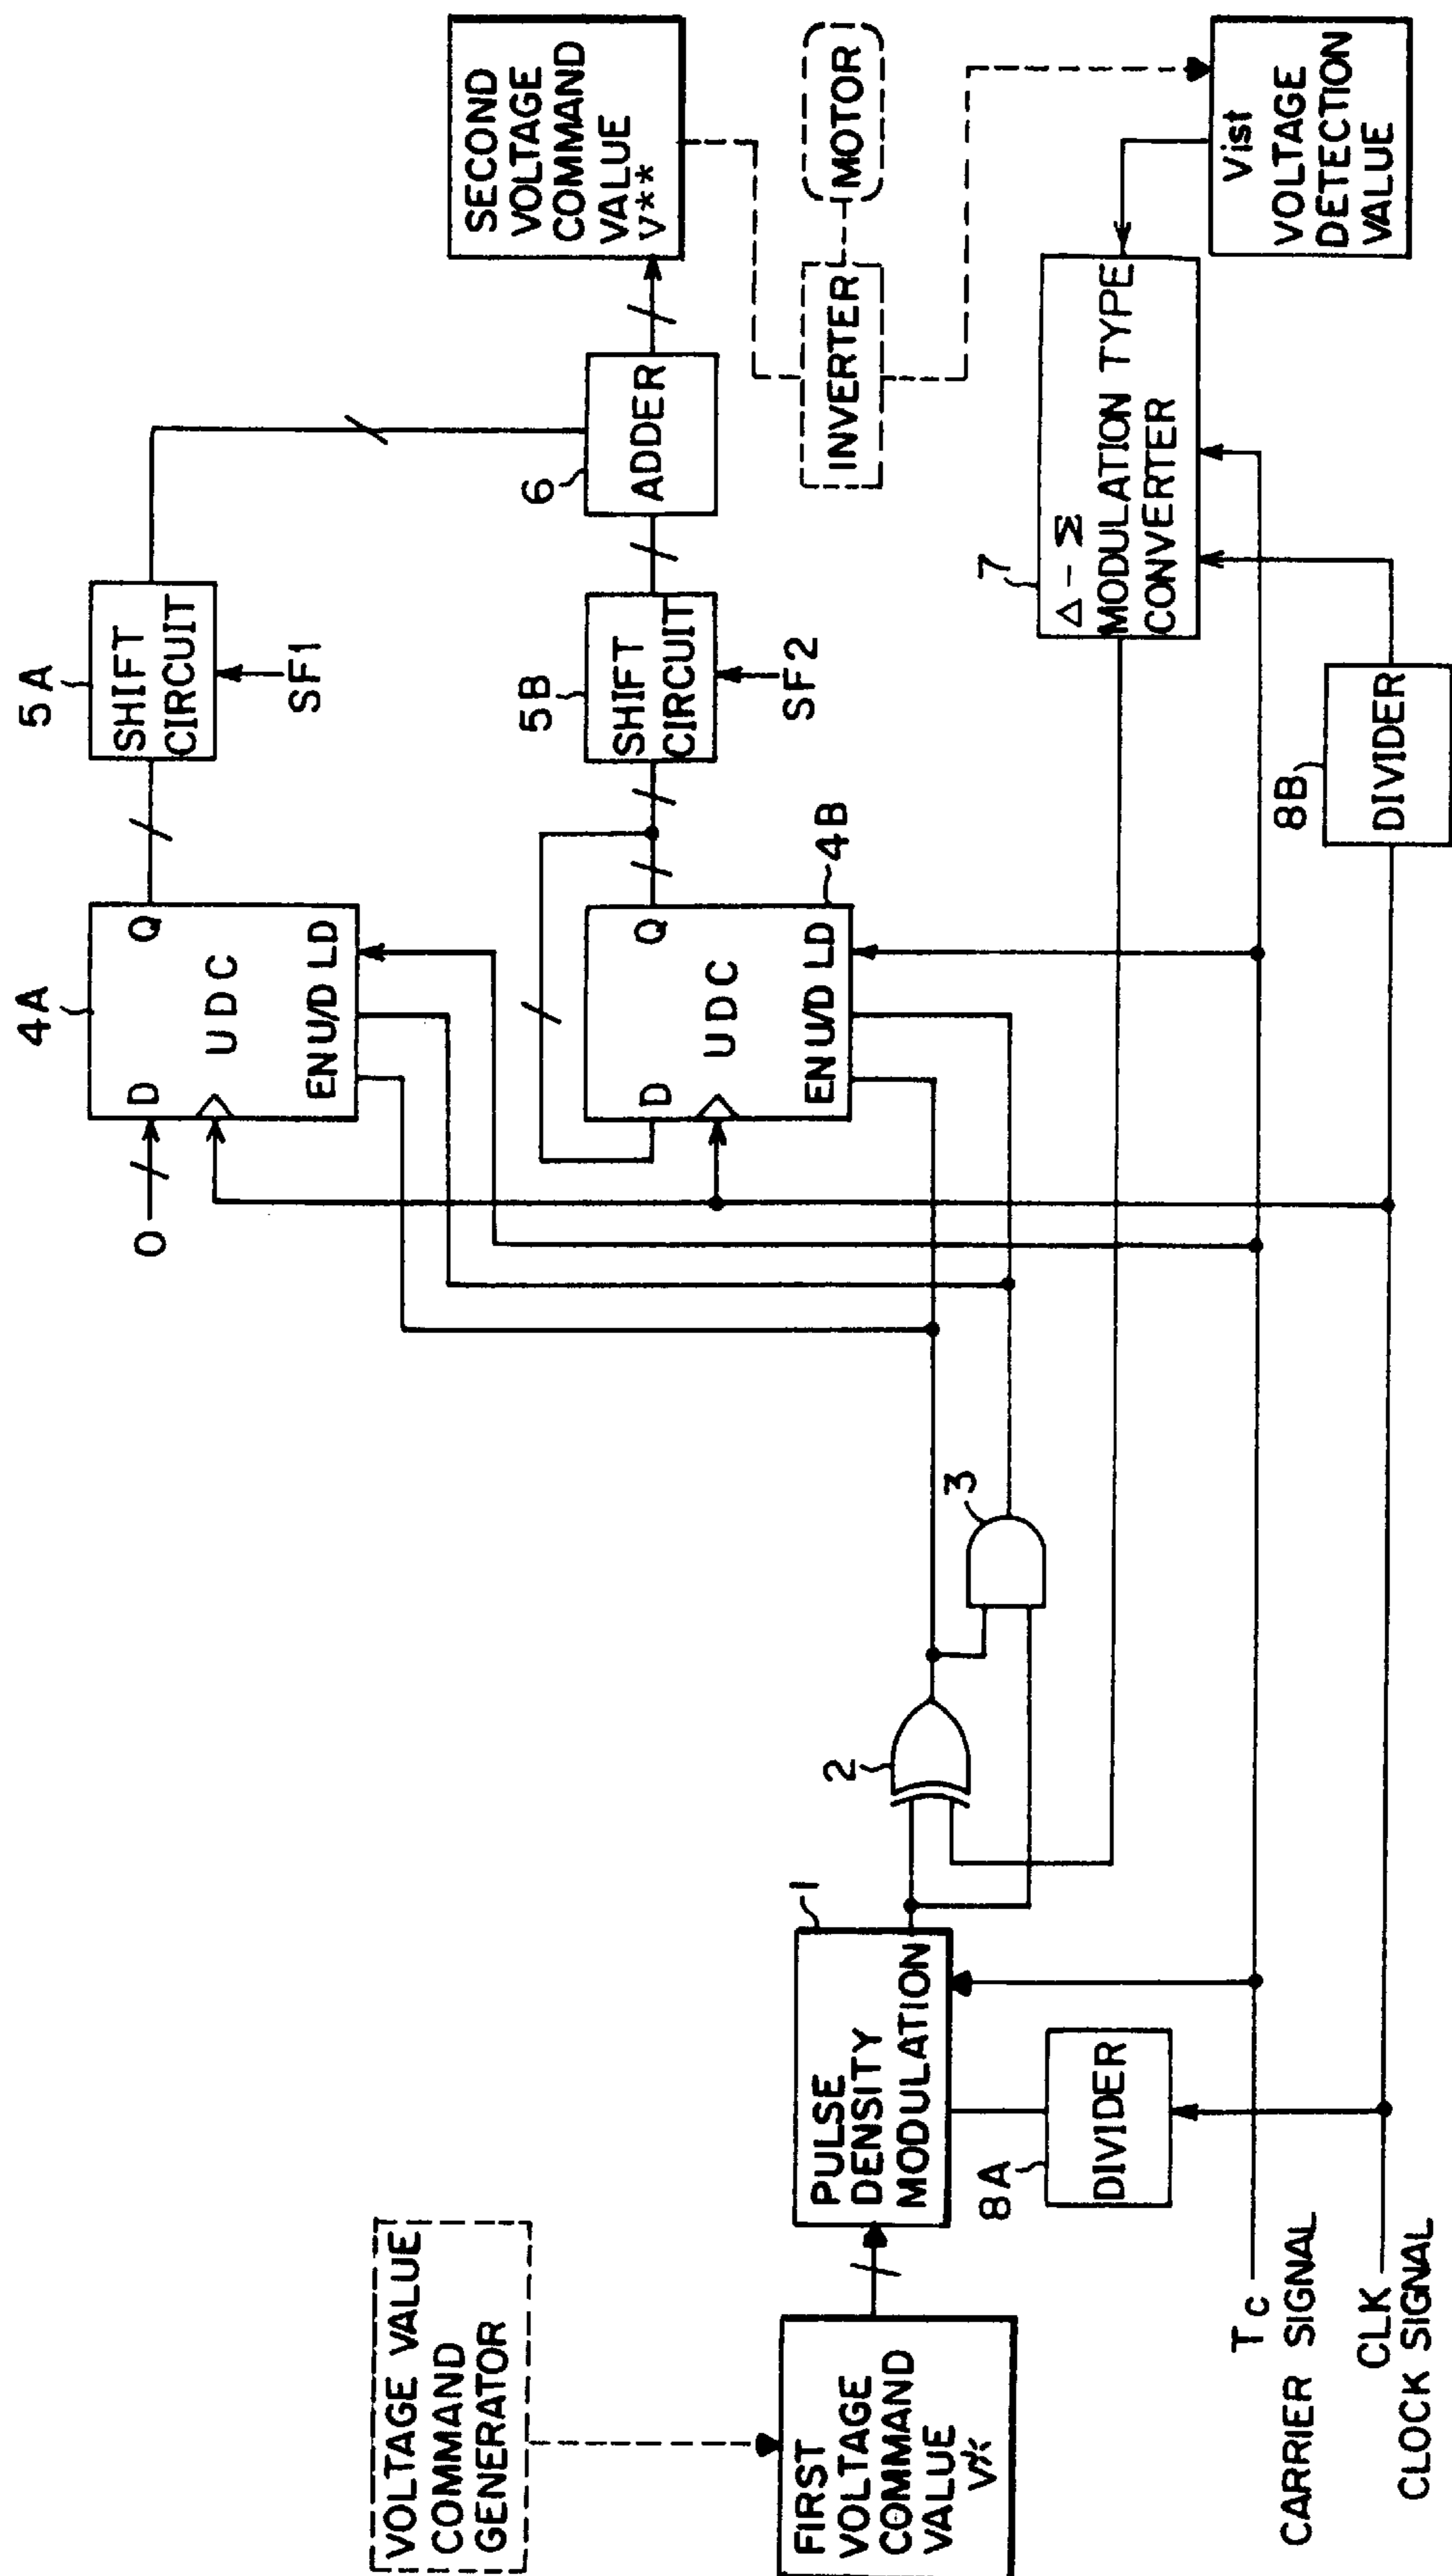 VOLTAGE VALUE
COMMAND
GENERATOR
FIRST
VOLTAGE
COMMAND
VALUE
V*
PULSE
DENSITY
MODULATION
1
8A
DIVIDER
Tc
CARRIER SIGNAL
CLK
CLOCK SIGNAL
2
3
4A
0
D
Q
UDC
EN U/D LD
D
Q
UDC
EN U/D LD
4B
5A
SHIFT
CIRCUIT
SF1
5B
SHIFT
CIRCUIT
SF2
6
ADDER
SECOND
VOLTAGE
COMMAND
VALUE
V**
INVERTER
MOTOR
7
Δ-Σ
MODULATION TYPE
CONVERTER
8B
DIVIDER
Vist
VOLTAGE
DETECTION
VALUE